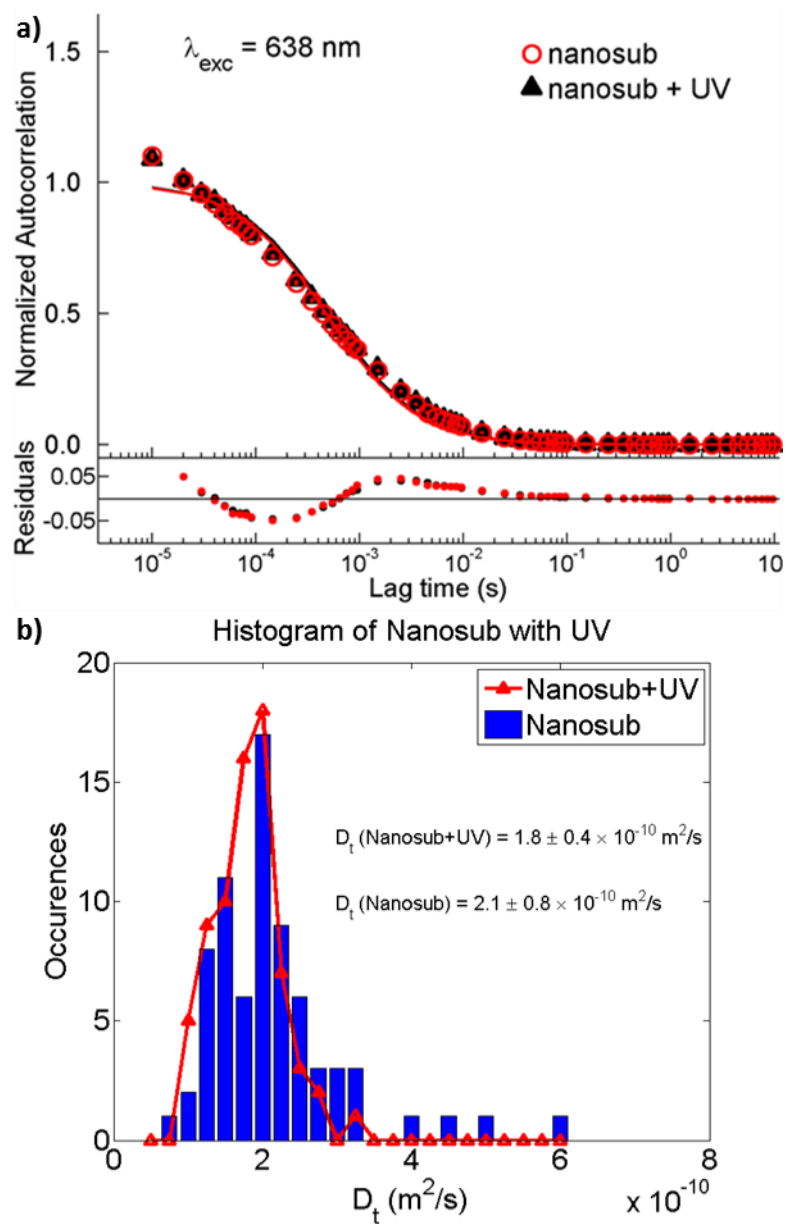 a)
λexc = 638 nm
nanosub
nanosub + UV
Normalized Autocorrelation
1.5
1.0
0.5
0.0
Residuals
0.05
-0.05
10⁻⁵ 10⁻⁴ 10⁻³ 10⁻² 10⁻¹ 10⁰ 10
Lag time (s)
b)
Histogram of Nanosub with UV
Nanosub+UV
Nanosub
Dt (Nanosub+UV) = 1.8 ± 0.4 × 10⁻¹⁰ m²/s
Dt (Nanosub) = 2.1 ± 0.8 × 10⁻¹⁰ m²/s
Occurences
20
15
10
5
0
0 2 4 6 8
Dt (m²/s)
x 10⁻¹⁰